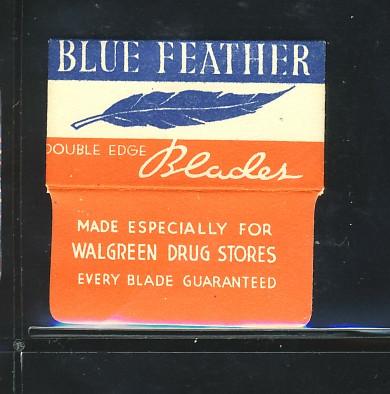 BLUE FEATHER
DOUBLE EDGE Blades
MADE ESPECIALLY FOR
WALGREEN DRUG STORES
EVERY BLADE GUARANTEED